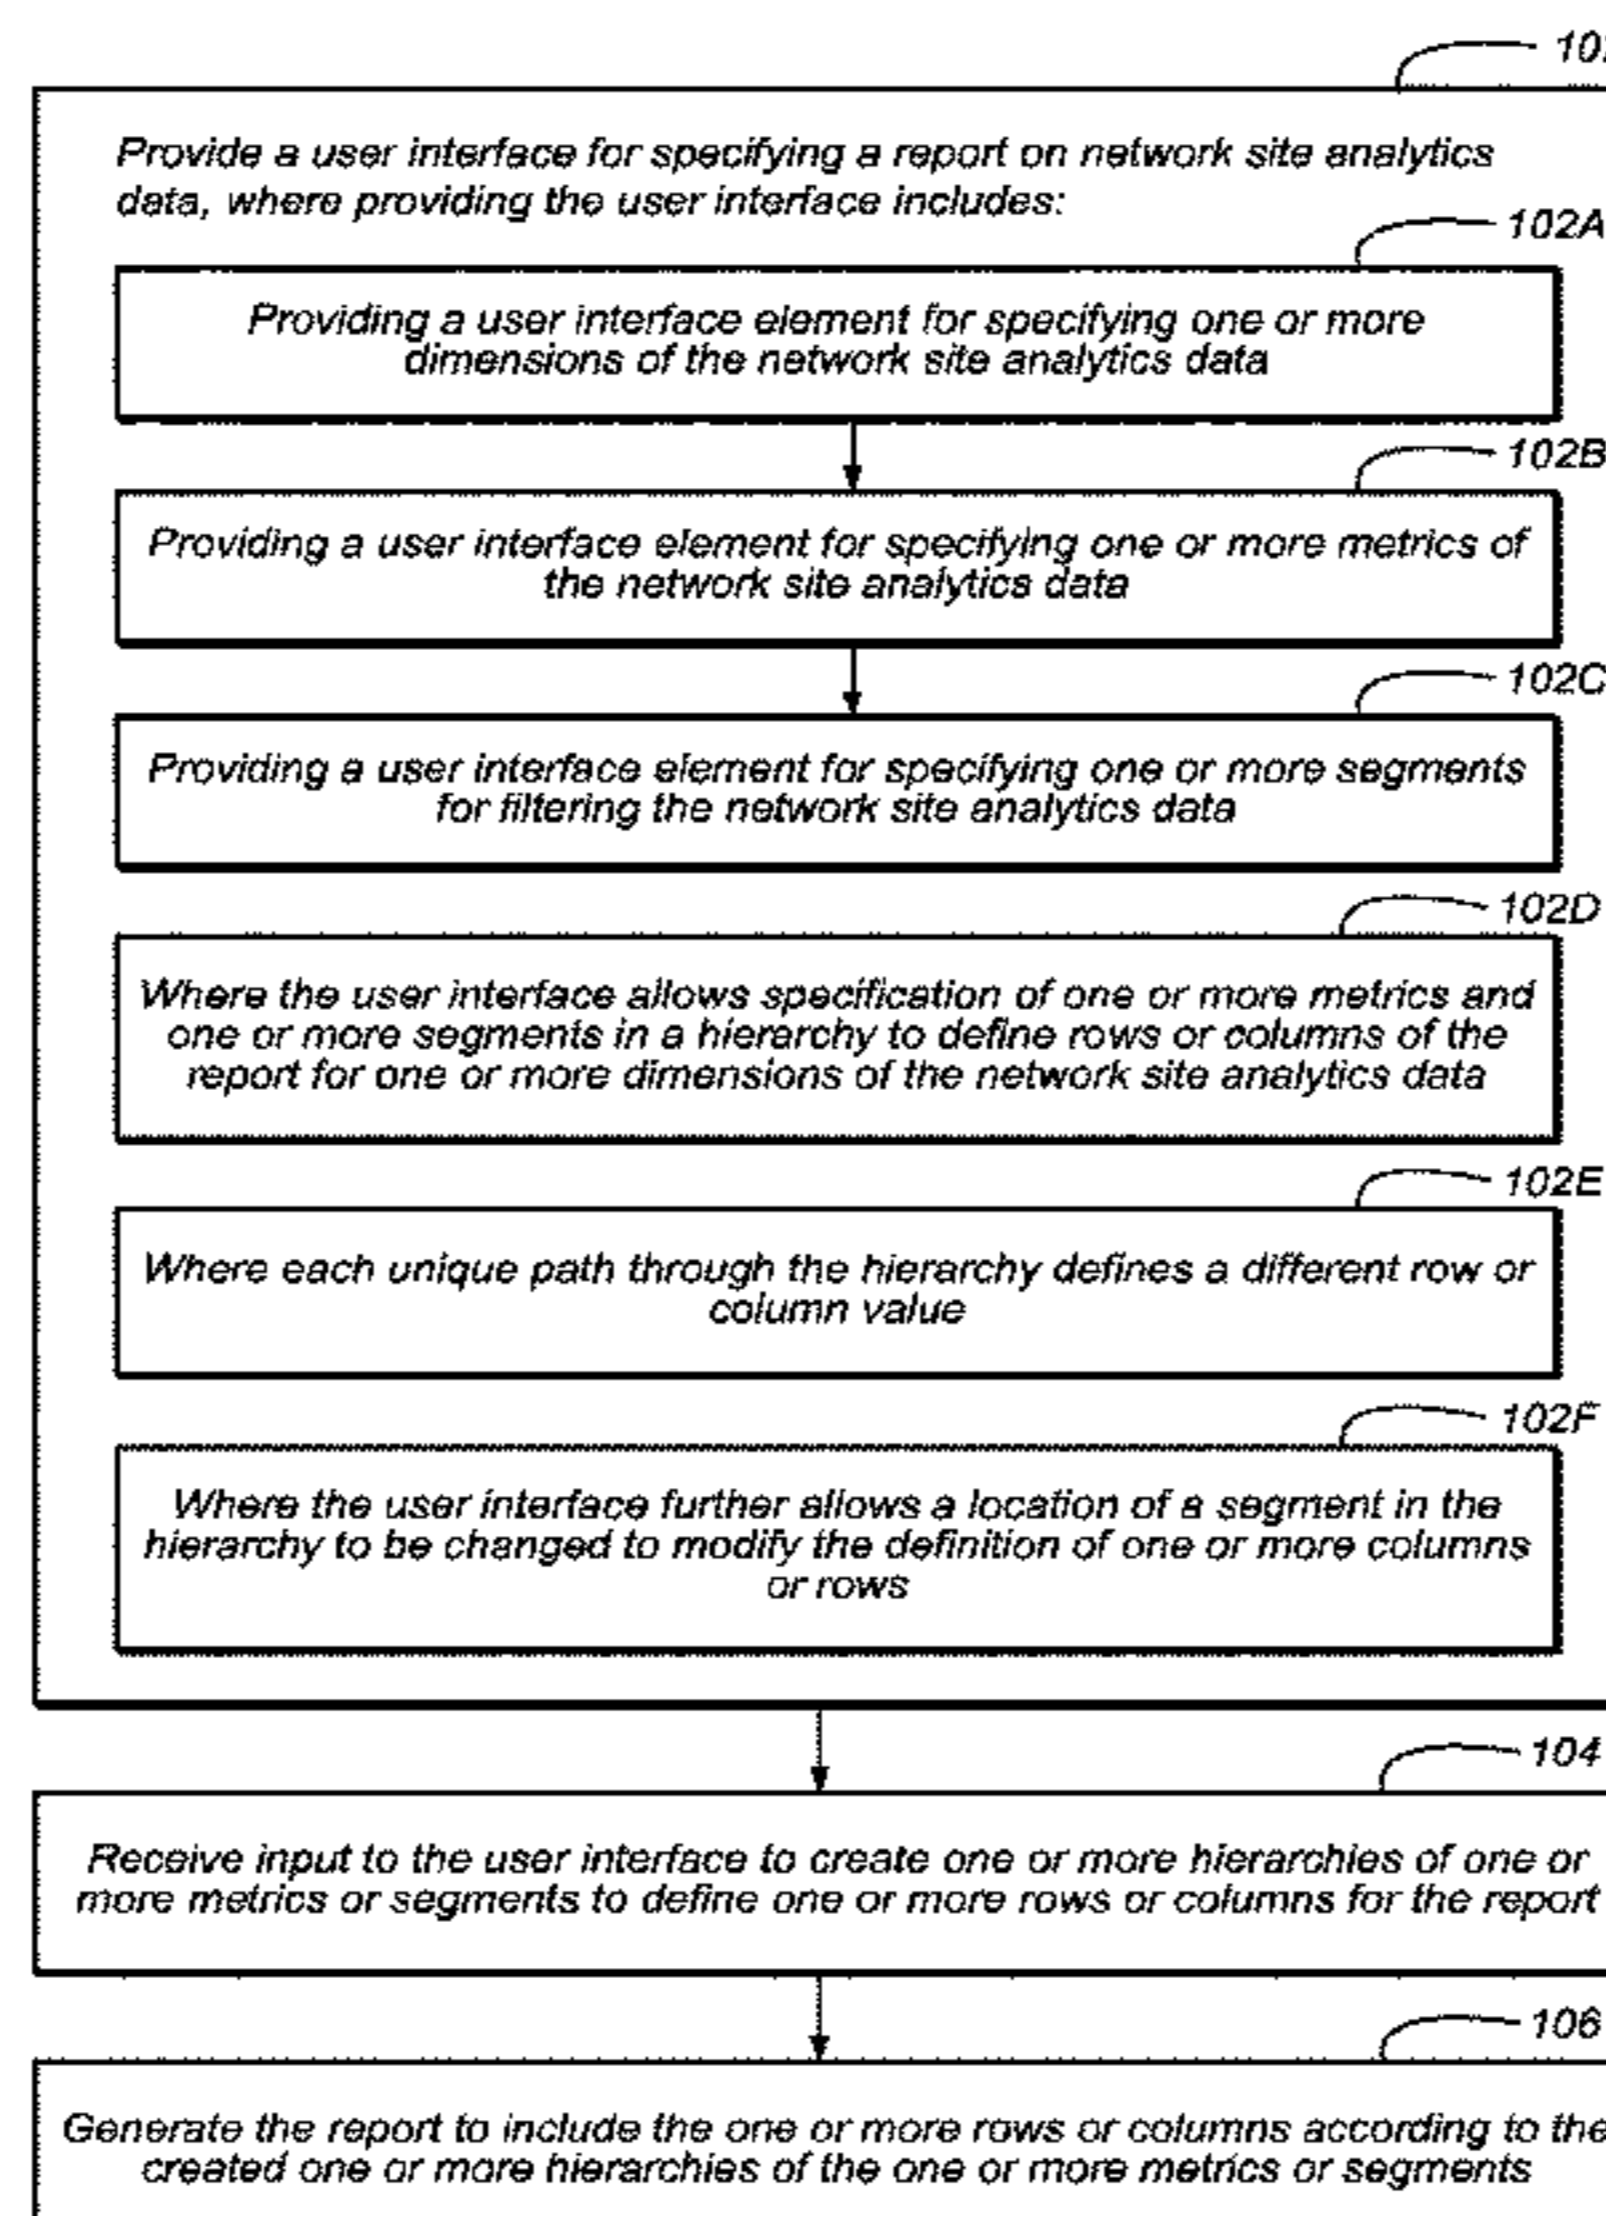 Provide a user interface for specifying a report on network site analytics
data, where providing the user interface includes:
102A
Providing a user interface element for specifying one or more
dimensions of the network site analytics data
102B
Providing a user interface element for specifying one or more metrics of
the network site analytics data
102C
Providing a user interface element for specifying one or more segments
for filtering the network site analytics data
102D
Where the user interface allows specification of one or more metrics and
one or more segments in a hierarchy to define rows or columns of the
report for one or more dimensions of the network site analytics data
102E
Where each unique path through the hierarchy defines a different row or
column value
102F
Where the user interface further allows a location of a segment in the
hierarchy to be changed to modify the definition of one or more columns
or rows
104
Receive input to the user interface to create one or more hierarchies of one or
more metrics or segments to define one or more rows or columns for the report
106
Generate the report to include the one or more rows or columns according to the
created one or more hierarchies of the one or more metrics or segments